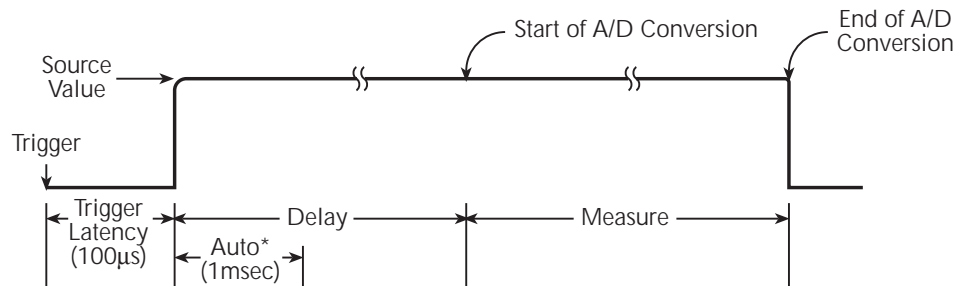 Start of A/D Conversion
End of A/D
Conversion
Source
Value
Trigger
Trigger
Latency
(100μs)
Delay
Measure
Auto*
(1msec)